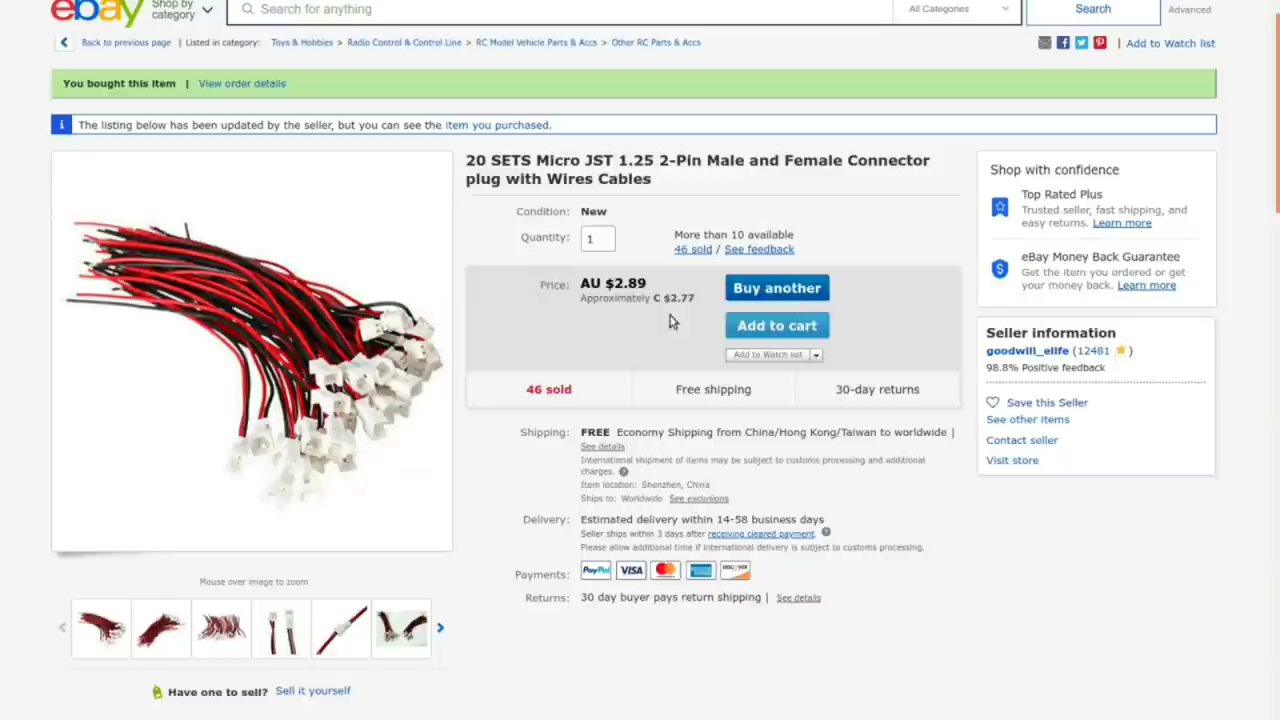 ebay
Shop by
category
Search for anything
All Categories
Search
Advanced
Back to previous page | Listed in category: Toys & Hobbies > Radio Control & Control Line > RC Model Vehicle Parts & Accs > Other RC Parts & Accs
| Add to Watch list
You bought this item | View order details
i The listing below has been updated by the seller, but you can see the item you purchased.
20 SETS Micro JST 1.25 2-Pin Male and Female Connector
plug with Wires Cables
Condition: New
Quantity: 1
More than 10 available
46 sold / See feedback
Price: AU $2.89
Approximately C $2.77
Buy another
Add to cart
Add to Watch list
46 sold
Free shipping
30-day returns
Shipping: FREE Economy Shipping from China/Hong Kong/Taiwan to worldwide |
See details
International shipment of items may be subject to customs processing and additional
charges. ?
Item location: Shenzhen, China
Ships to: Worldwide See exclusions
Delivery: Estimated delivery within 14-58 business days
Seller ships within 3 days after receiving cleared payment. ?
Please allow additional time if international delivery is subject to customs processing.
Payments: PayPal VISA DISCOVER
Returns: 30 day buyer pays return shipping | See details
Shop with confidence
Top Rated Plus
Trusted seller, fast shipping, and
easy returns. Learn more
eBay Money Back Guarantee
Get the item you ordered or get
your money back. Learn more
Seller information
goodwill_elife (12481)
98.8% Positive feedback
Save this Seller
See other items
Contact seller
Visit store
Mouse over image to zoom
Have one to sell? Sell it yourself